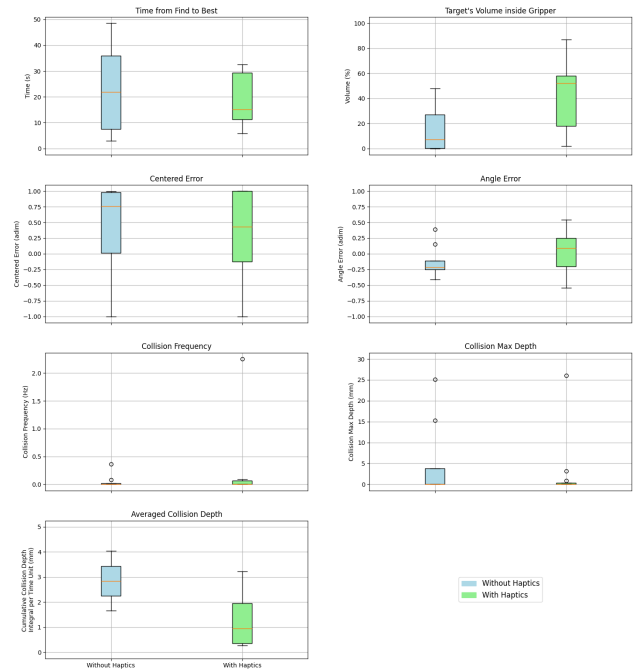 Time from Find to Best
Time (s)
50
40
30
20
10
0
Target's Volume inside Gripper
Volume (%)
100
80
60
40
20
0
Centered Error
Centered Error (adim)
1.00
0.75
0.50
0.25
0.00
−0.25
−0.50
−0.75
−1.00
Angle Error
Angle Error (adim)
1.00
0.75
0.50
0.25
0.00
−0.25
−0.50
−0.75
−1.00
Collision Frequency
Collision Frequency (Hz)
2.0
1.5
1.0
0.5
0.0
Collision Max Depth
Collision Max Depth (mm)
30
25
20
15
10
5
0
Averaged Collision Depth
Cumulative Collision Depth
Integral per Time Unit (mm)
5
4
3
2
1
0
Without Haptics
With Haptics
Without Haptics
With Haptics